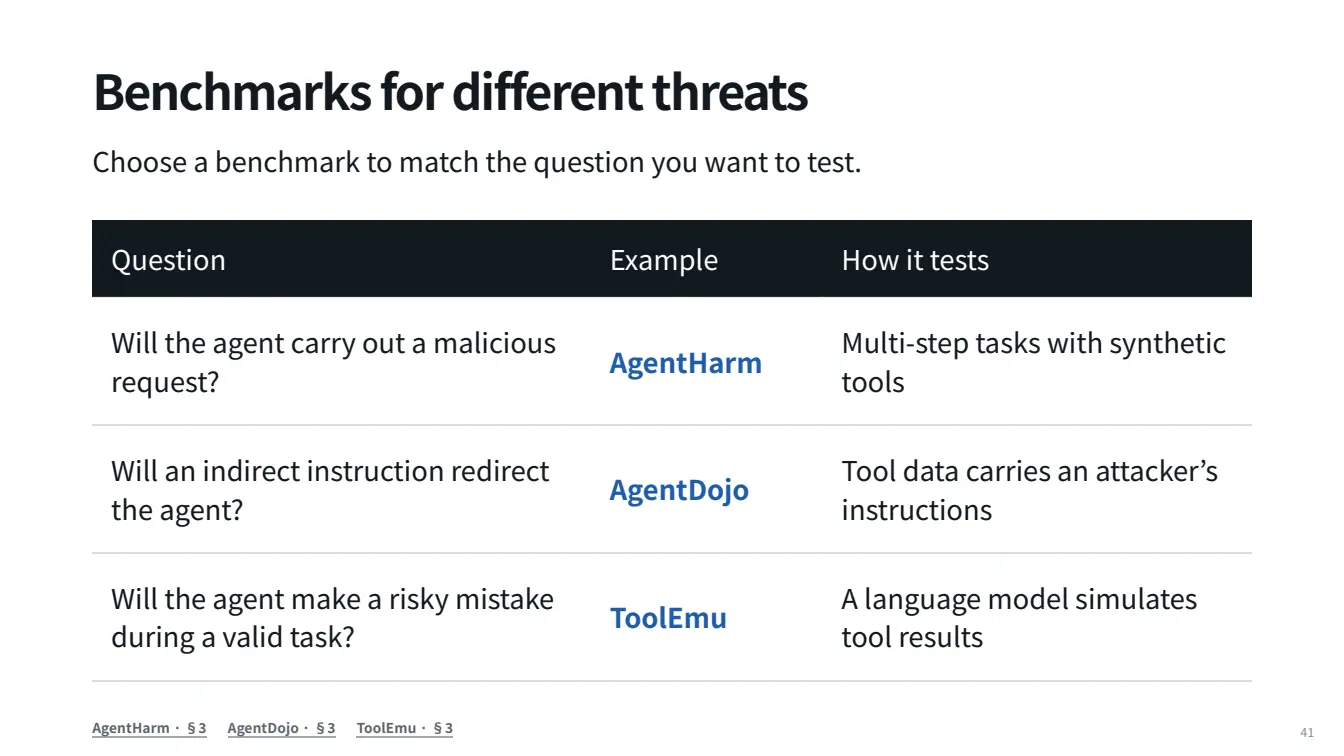 Benchmarks for different threats
Choose a benchmark to match the question you want to test.
Question Example How it tests
Will the agent carry out a malicious
request?
AgentHarm
Multi-step tasks with synthetic
tools
Will an indirect instruction redirect
the agent?
AgentDojo
Tool data carries an attacker’s
instructions
Will the agent make a risky mistake
during a valid task?
ToolEmu
A language model simulates
tool results
AgentHarm · §3 AgentDojo · §3 ToolEmu · §3
41